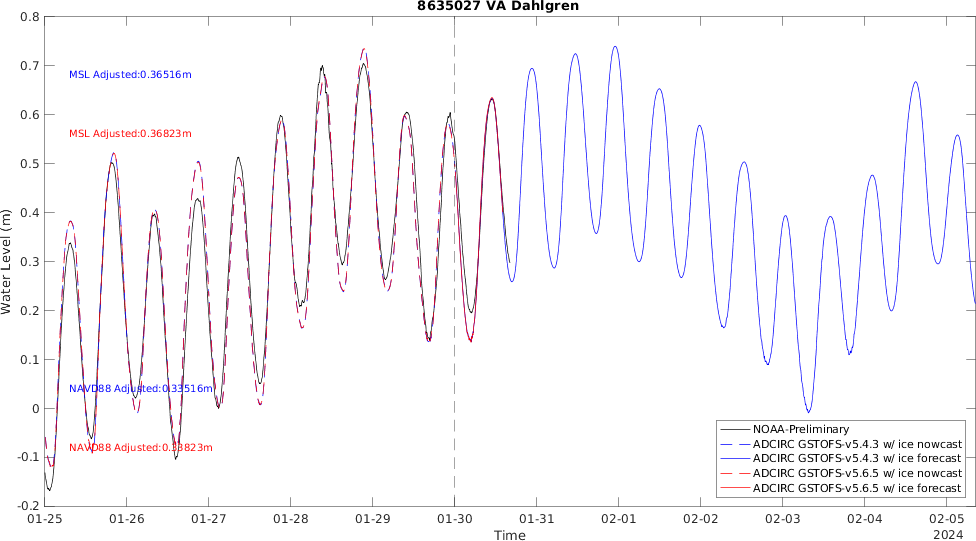 8635027 VA Dahlgren
0.8
0.7
0.6
0.5
0.4
0.3
0.2
0.1
0
-0.1
-0.2
Water Level (m)
MSL Adjusted:0.36516m
MSL Adjusted:0.36823m
NAVD88 Adjusted:0.33516m
NAVD88 Adjusted:0.33823m
NOAA-Preliminary
ADCIRC GSTOFS-v5.4.3 w/ ice nowcast
ADCIRC GSTOFS-v5.4.3 w/ ice forecast
ADCIRC GSTOFS-v5.6.5 w/ ice nowcast
ADCIRC GSTOFS-v5.6.5 w/ ice forecast
01-25 01-26 01-27 01-28 01-29 01-30 01-31 02-01 02-02 02-03 02-04 02-05
Time
2024